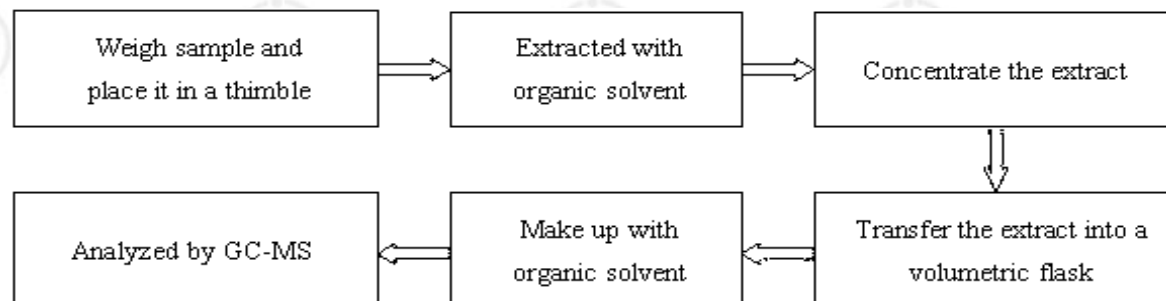 Weigh sample and
place it in a thimble
Extracted with
organic solvent
Concentrate the extract
Transfer the extract into a
volumetric flask
Make up with
organic solvent
Analyzed by GC-MS